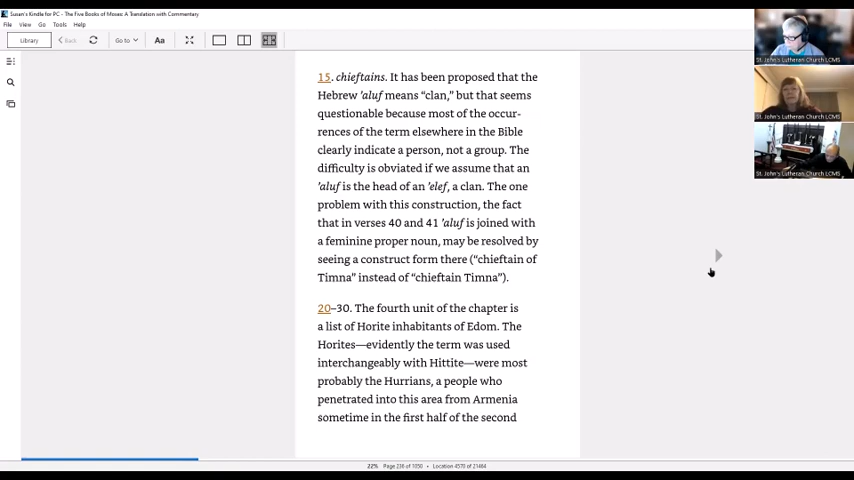 Susan's Kindle for PC - The Five Books of Moses: A Translation with Commentary
File View Go Tools Help
Library Back Go to Aa
15. chieftains. It has been proposed that the
Hebrew 'aluf means “clan,” but that seems
questionable because most of the occur-
rences of the term elsewhere in the Bible
clearly indicate a person, not a group. The
difficulty is obviated if we assume that an
'aluf is the head of an 'elef, a clan. The one
problem with this construction, the fact
that in verses 40 and 41 'aluf is joined with
a feminine proper noun, may be resolved by
seeing a construct form there (“chieftain of
Timna” instead of “chieftain Timna”).
20–30. The fourth unit of the chapter is
a list of Horite inhabitants of Edom. The
Horites—evidently the term was used
interchangeably with Hittite—were most
probably the Hurrians, a people who
penetrated into this area from Armenia
sometime in the first half of the second
22% Page 236 of 1050 • Location 4570 of 21464
St. John's Lutheran Church LCMS
St. John's Lutheran Church LCMS
St. John's Lutheran Church LCMS